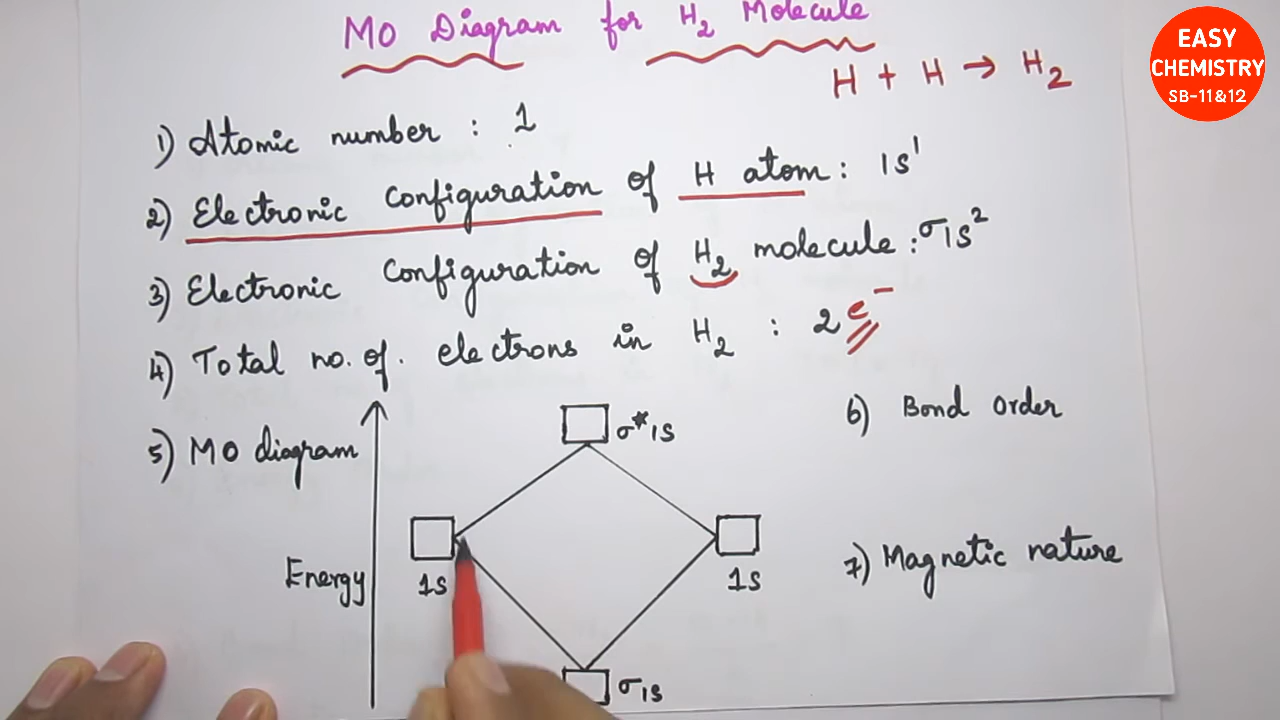 MO Diagram for H₂ Molecule
EASY
CHEMISTRY
SB-11&12
H + H → H₂
1) Atomic number : 1
2) Electronic configuration of H atom : 1s¹
3) Electronic configuration of H₂ molecule : σ1s²
4) Total no. of. electrons in H₂ : 2e⁻
5) MO diagram
6) Bond order
σ*1s
Energy
1s
1s
7) Magnetic nature
σ1s